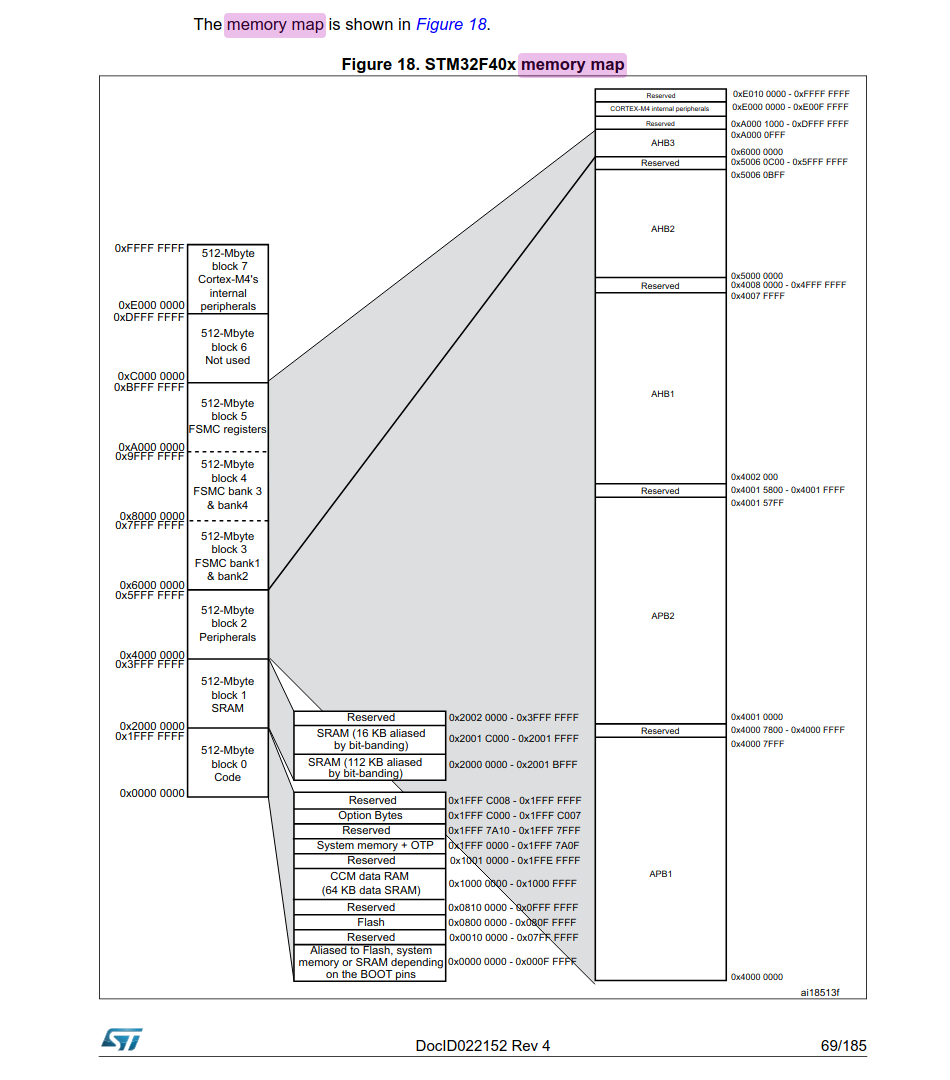 The memory map is shown in Figure 18.
Figure 18. STM32F40x memory map
0xFFFF FFFF
512-Mbyte
block 7
Cortex-M4's
internal
peripherals
0xE000 0000
0xDFFF FFFF
512-Mbyte
block 6
Not used
0xC000 0000
0xBFFF FFFF
512-Mbyte
block 5
FSMC registers
0xA000 0000
0x9FFF FFFF
512-Mbyte
block 4
FSMC bank 3
& bank4
0x8000 0000
0x7FFF FFFF
512-Mbyte
block 3
FSMC bank1
& bank2
0x6000 0000
0x5FFF FFFF
512-Mbyte
block 2
Peripherals
0x4000 0000
0x3FFF FFFF
512-Mbyte
block 1
SRAM
0x2000 0000
0x1FFF FFFF
512-Mbyte
block 0
Code
0x0000 0000
Reserved 0x2002 0000 - 0x3FFF FFFF
SRAM (16 KB aliased
by bit-banding)
0x2001 C000 - 0x2001 FFFF
SRAM (112 KB aliased
by bit-banding)
0x2000 0000 - 0x2001 BFFF
Reserved 0x1FFF C008 - 0x1FFF FFFF
Option Bytes 0x1FFF C000 - 0x1FFF C007
Reserved 0x1FFF 7A10 - 0x1FFF 7FFF
System memory + OTP 0x1FFF 0000 - 0x1FFF 7A0F
Reserved 0x1001 0000 - 0x1FFE FFFF
CCM data RAM
(64 KB data SRAM)
0x1000 0000 - 0x1000 FFFF
Reserved 0x0810 0000 - 0x0FFF FFFF
Flash 0x0800 0000 - 0x080F FFFF
Reserved 0x0010 0000 - 0x07FF FFFF
Aliased to Flash, system
memory or SRAM depending
on the BOOT pins
0x0000 0000 - 0x000F FFFF
Reserved 0xE010 0000 - 0xFFFF FFFF
CORTEX-M4 internal peripherals 0xE000 0000 - 0xE00F FFFF
Reserved 0xA000 1000 - 0xDFFF FFFF
0xA000 0FFF
AHB3
0x6000 0000
Reserved 0x5006 0C00 - 0x5FFF FFFF
0x5006 0BFF
AHB2
0x5000 0000
Reserved 0x4008 0000 - 0x4FFF FFFF
0x4007 FFFF
AHB1
0x4002 000
Reserved 0x4001 5800 - 0x4001 FFFF
0x4001 57FF
APB2
0x4001 0000
Reserved 0x4000 7800 - 0x4000 FFFF
0x4000 7FFF
APB1
0x4000 0000
ai18513f
ST
DocID022152 Rev 4
69/185